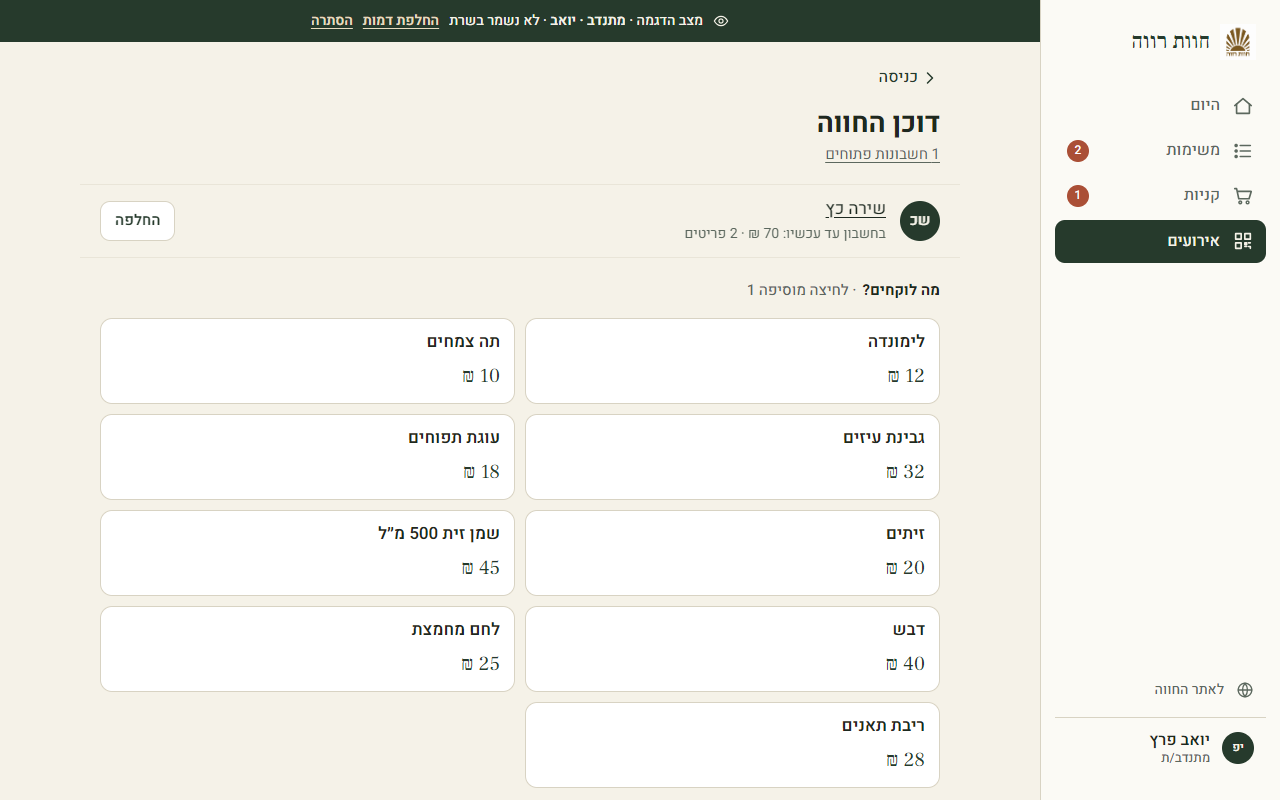 מצב הדגמה · מתנדב · יואב · לא נשמר בשרת החלפת דמות הסתרה
חוות רווה
היום
משימות 2
קניות 1
אירועים
לאתר החווה
יפ
יואב פרץ
מתנדב/ת
כניסה
דוכן החווה
1 חשבונות פתוחים
שכ
שירה כץ
בחשבון עד עכשיו: 70 ₪ · 2 פריטים
החלפה
מה לוקחים? · לחיצה מוסיפה 1
לימונדה
12 ₪
תה צמחים
10 ₪
גבינת עיזים
32 ₪
עוגת תפוחים
18 ₪
זיתים
20 ₪
שמן זית 500 מ״ל
45 ₪
דבש
40 ₪
לחם מחמצת
25 ₪
ריבת תאנים
28 ₪